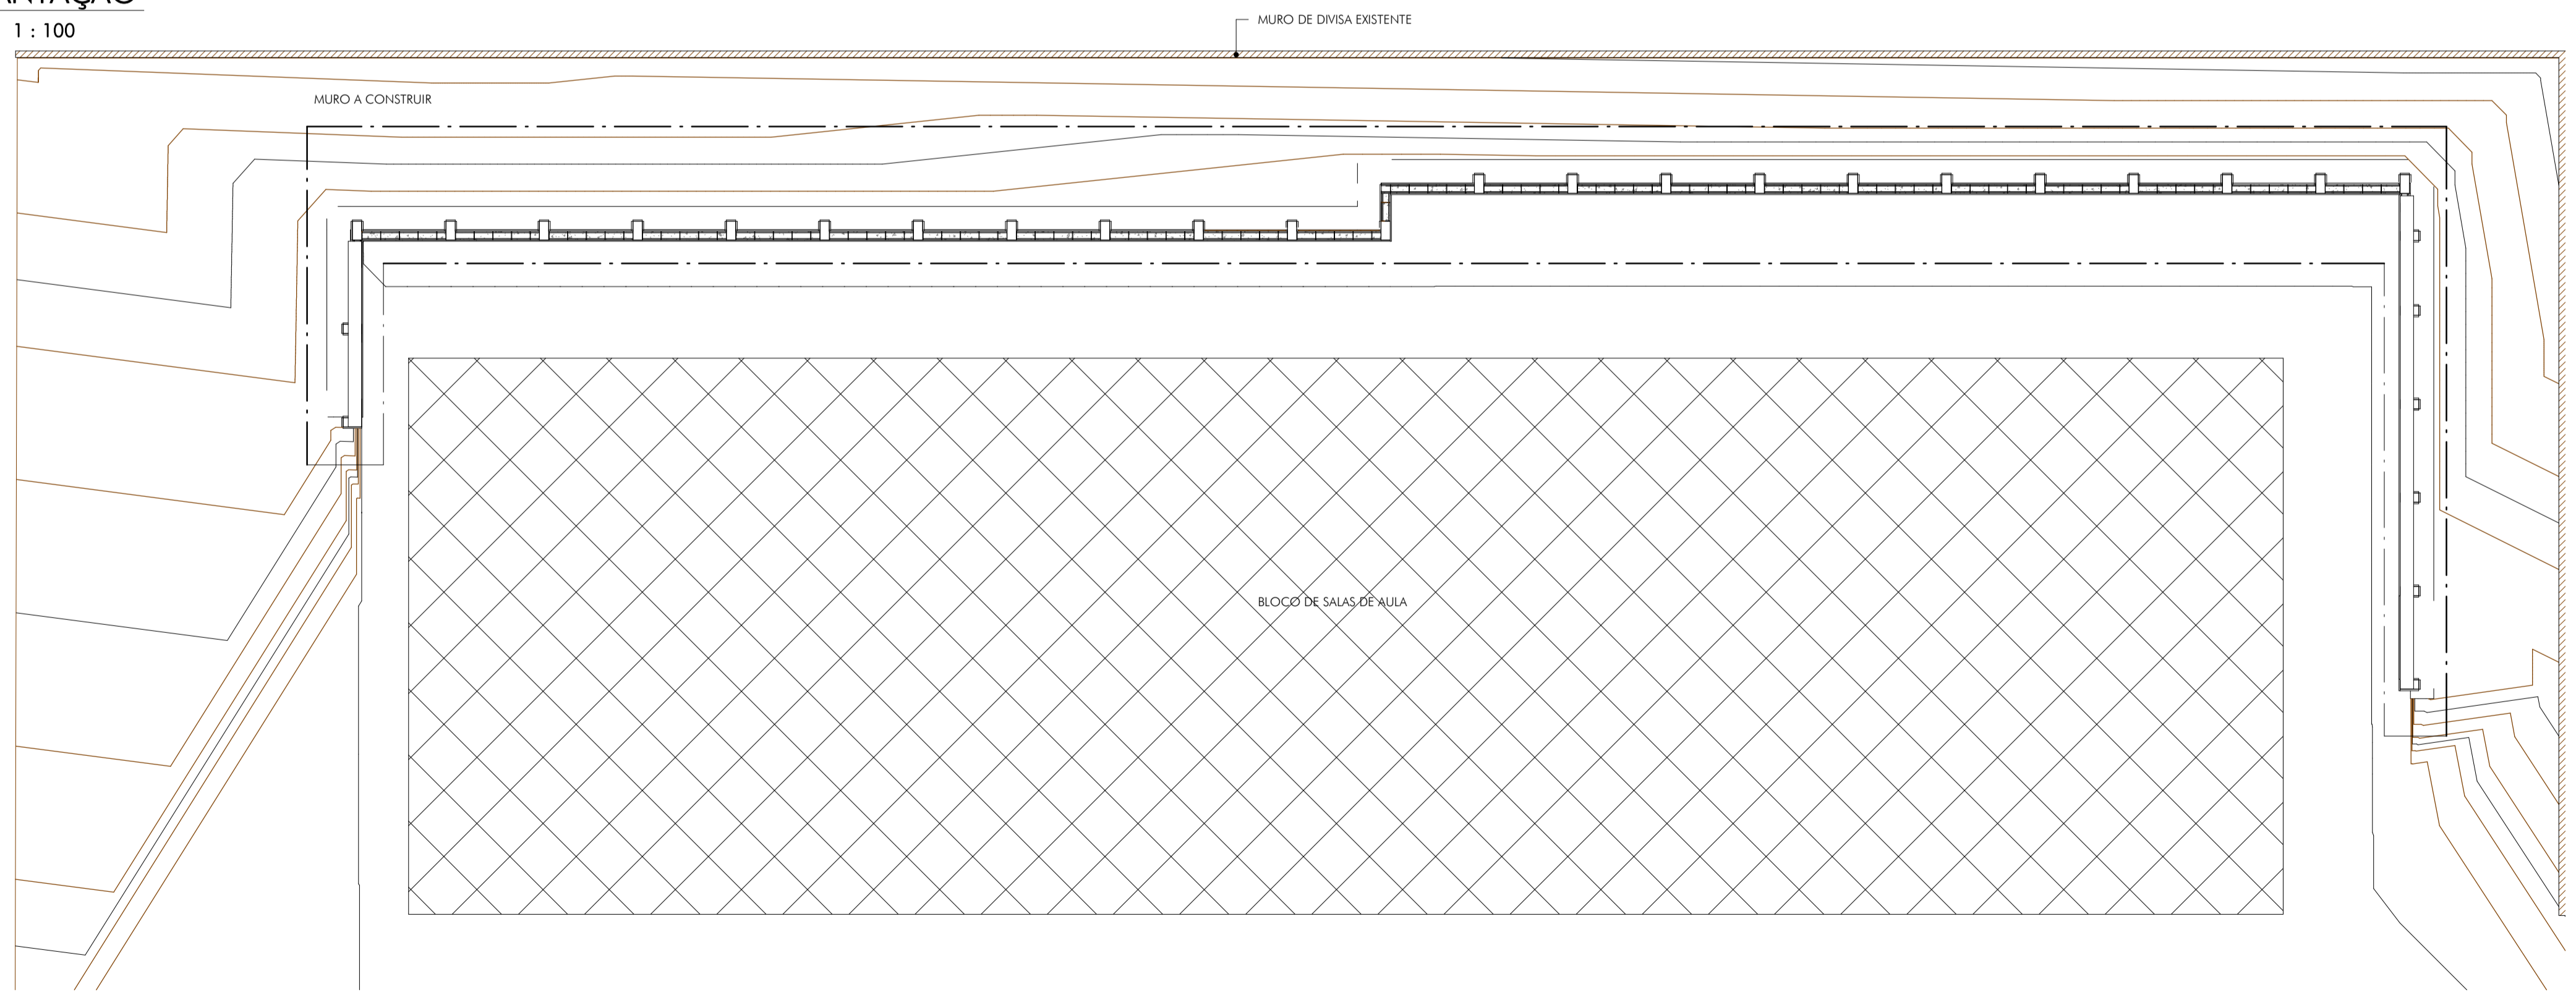 1 : 100
MURO DE DIVISA EXISTENTE
MURO A CONSTRUIR
BLOCO DE SALAS DE AULA